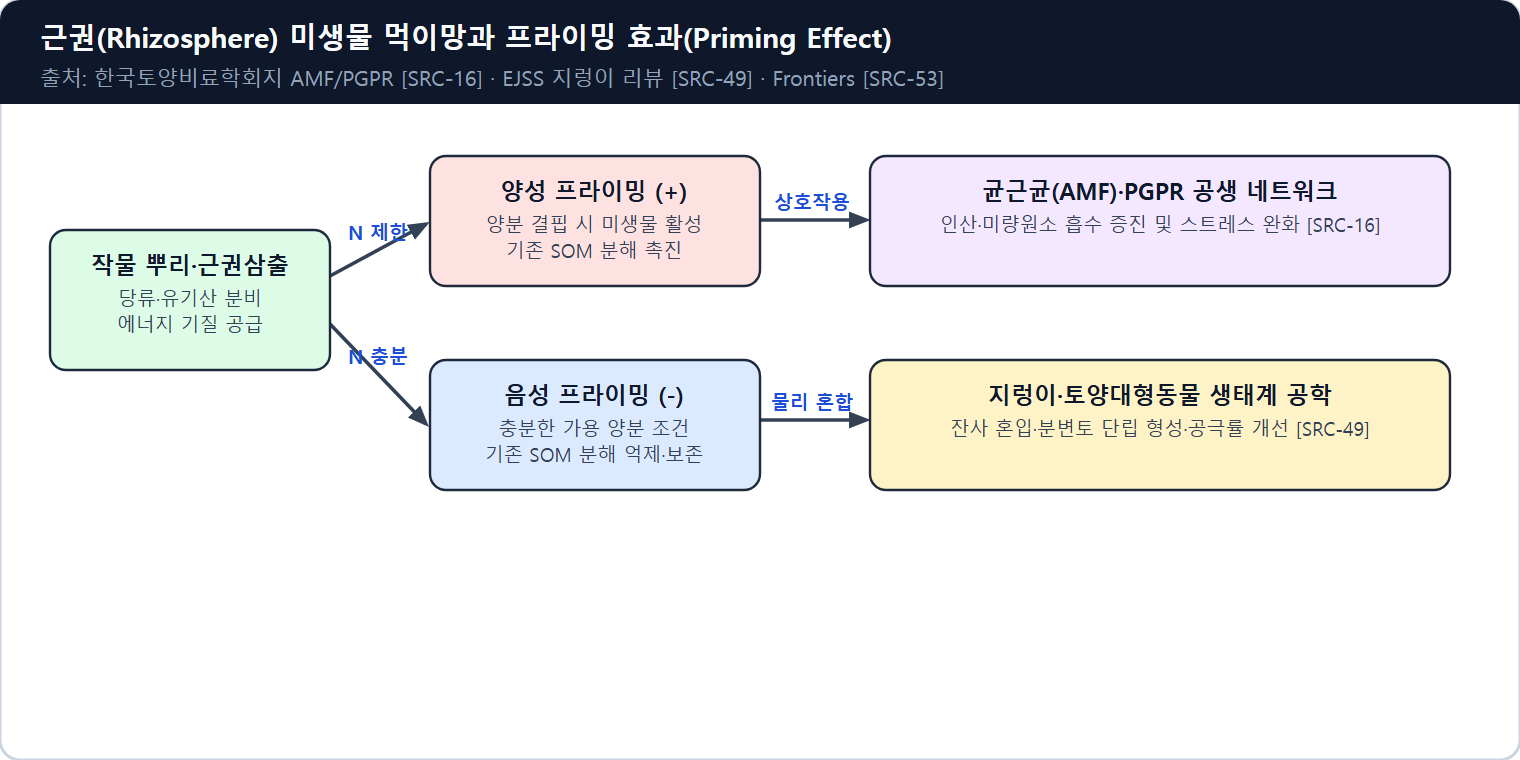 근권(Rhizosphere) 미생물 먹이망과 프라이밍 효과(Priming Effect)
출처: 한국토양비료학회지 AMF/PGPR [SRC-16] · EJSS 지렁이 리뷰 [SRC-49] · Frontiers [SRC-53]
작물 뿌리·근권삼출
당류·유기산 분비
에너지 기질 공급
N 제한
N 충분
양성 프라이밍 (+)
양분 결핍 시 미생물 활성
기존 SOM 분해 촉진
상호작용
균근균(AMF)·PGPR 공생 네트워크
인산·미량원소 흡수 증진 및 스트레스 완화 [SRC-16]
음성 프라이밍 (-)
충분한 가용 양분 조건
기존 SOM 분해 억제·보존
물리 혼합
지렁이·토양대형동물 생태계 공학
잔사 혼입·분변토 단립 형성·공극률 개선 [SRC-49]